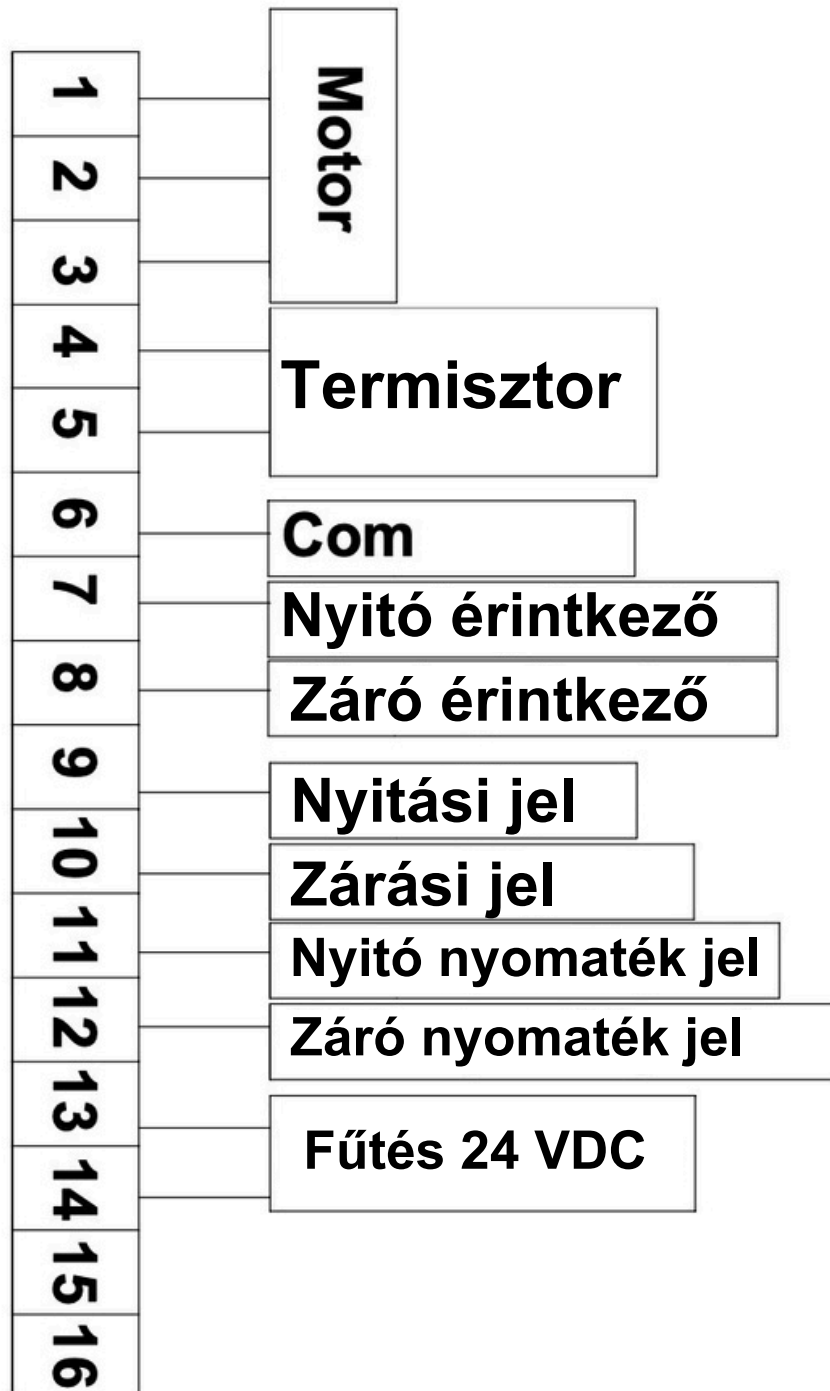 1
Motor
2
3
4
Termisztor
5
6
Com
7
Nyitó érintkező
8
Záró érintkező
9
Nyitási jel
10
Zárási jel
11
Nyitó nyomaték jel
12
Záró nyomaték jel
13
Fűtés 24 VDC
14
15
16